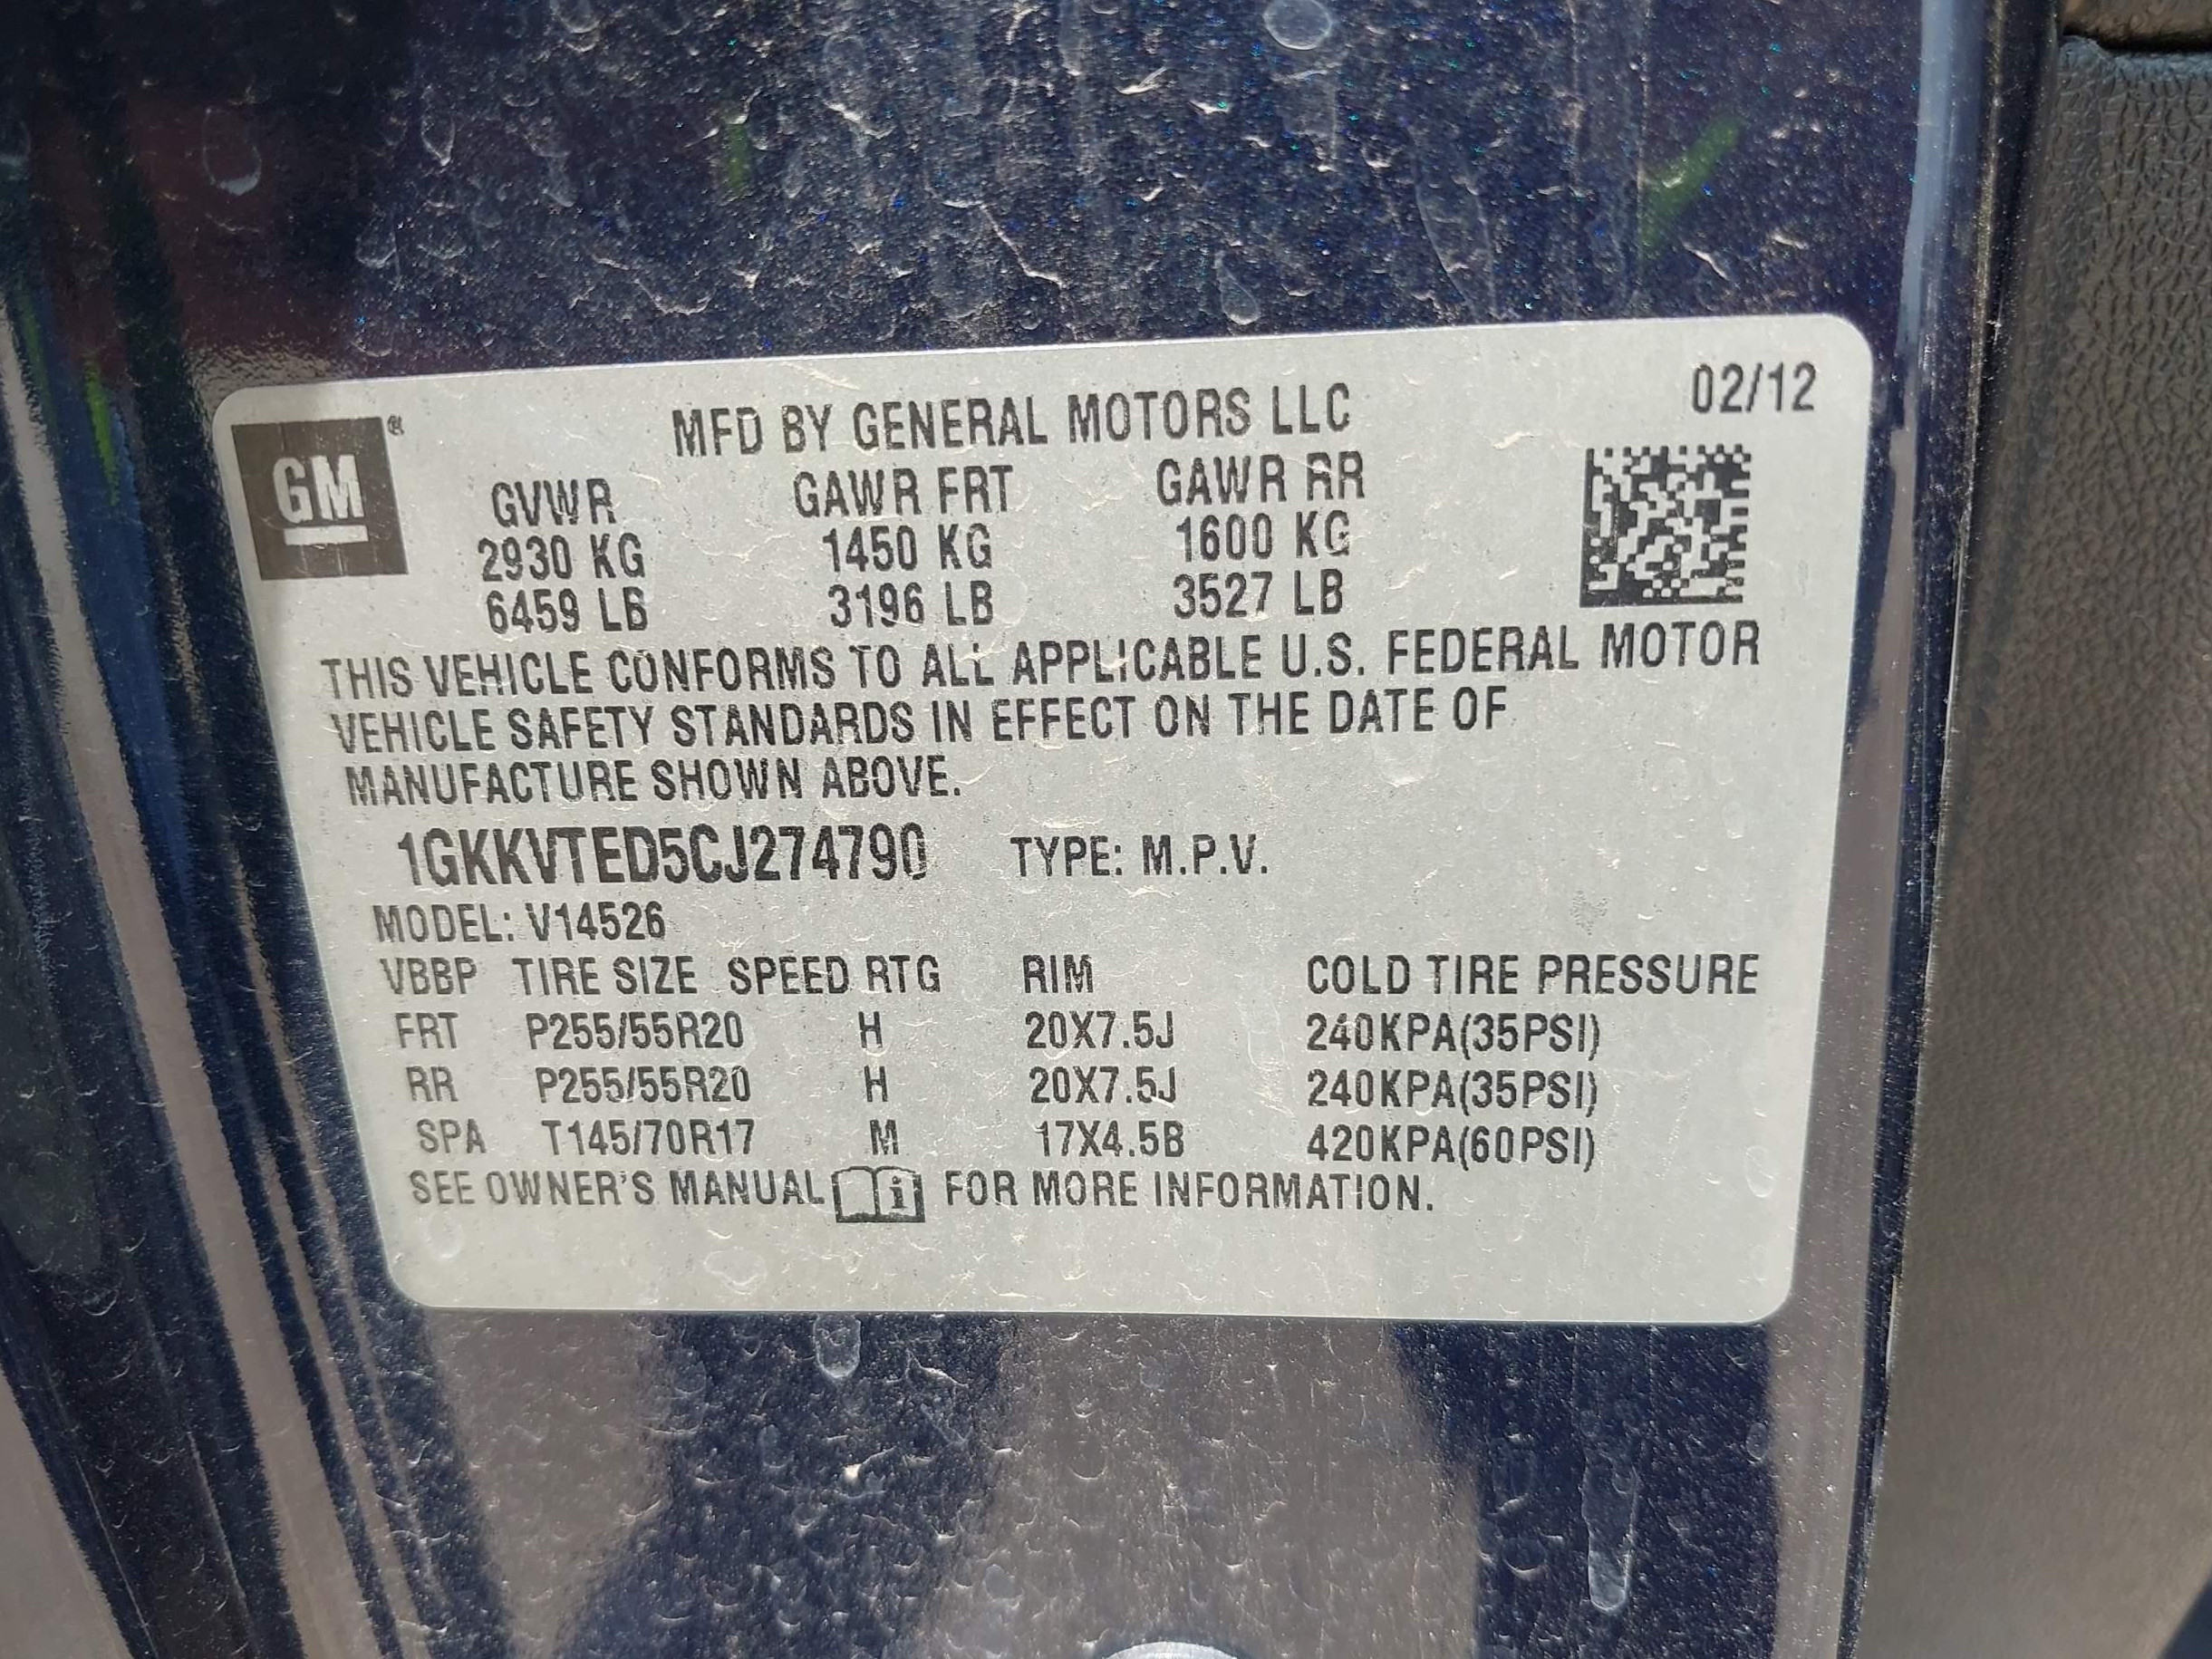 GM®
02/12
MFD BY GENERAL MOTORS LLC
GVWR GAWR FRT GAWR RR
2930 KG 1450 KG 1600 KG
6459 LB 3196 LB 3527 LB
THIS VEHICLE CONFORMS TO ALL APPLICABLE U.S. FEDERAL MOTOR
VEHICLE SAFETY STANDARDS IN EFFECT ON THE DATE OF
MANUFACTURE SHOWN ABOVE.
1GKKVTED5CJ274790 TYPE: M.P.V.
MODEL: V14526
VBBP TIRE SIZE SPEED RTG RIM COLD TIRE PRESSURE
FRT P255/55R20 H 20X7.5J 240KPA(35PSI)
RR P255/55R20 H 20X7.5J 240KPA(35PSI)
SPA T145/70R17 M 17X4.5B 420KPA(60PSI)
SEE OWNER'S MANUAL i FOR MORE INFORMATION.